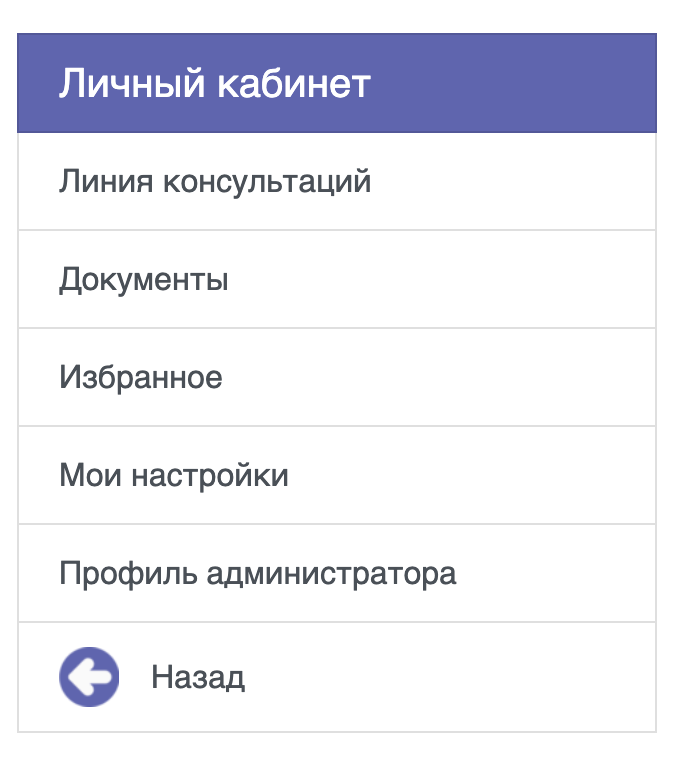 Личный кабинет
Линия консультаций
Документы
Избранное
Мои настройки
Профиль администратора
Назад